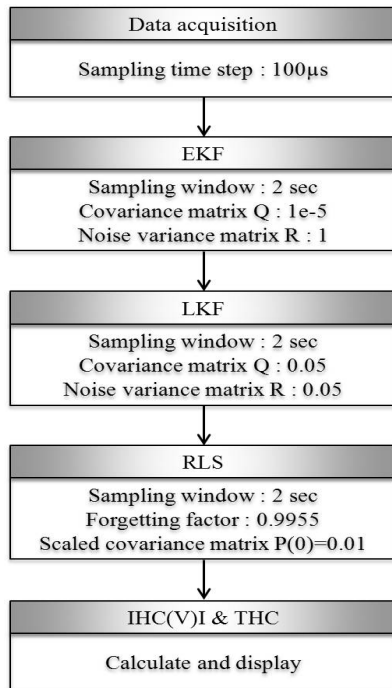 Data acquisition
Sampling time step : 100μs
EKF
Sampling window : 2 sec
Covariance matrix Q : 1e-5
Noise variance matrix R : 1
LKF
Sampling window : 2 sec
Covariance matrix Q : 0.05
Noise variance matrix R : 0.05
RLS
Sampling window : 2 sec
Forgetting factor : 0.9955
Scaled covariance matrix P(0)=0.01
IHC(V)I & THC
Calculate and display